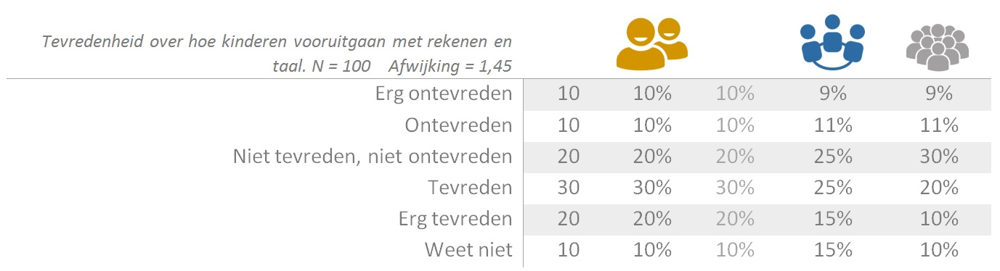 Tevredenheid over hoe kinderen vooruitgaan met rekenen en
taal. N = 100 Afwijking = 1,45
Erg ontevreden 10 10% 10% 9% 9%
Ontevreden 10 10% 10% 11% 11%
Niet tevreden, niet ontevreden 20 20% 20% 25% 30%
Tevreden 30 30% 30% 25% 20%
Erg tevreden 20 20% 20% 15% 10%
Weet niet 10 10% 10% 15% 10%